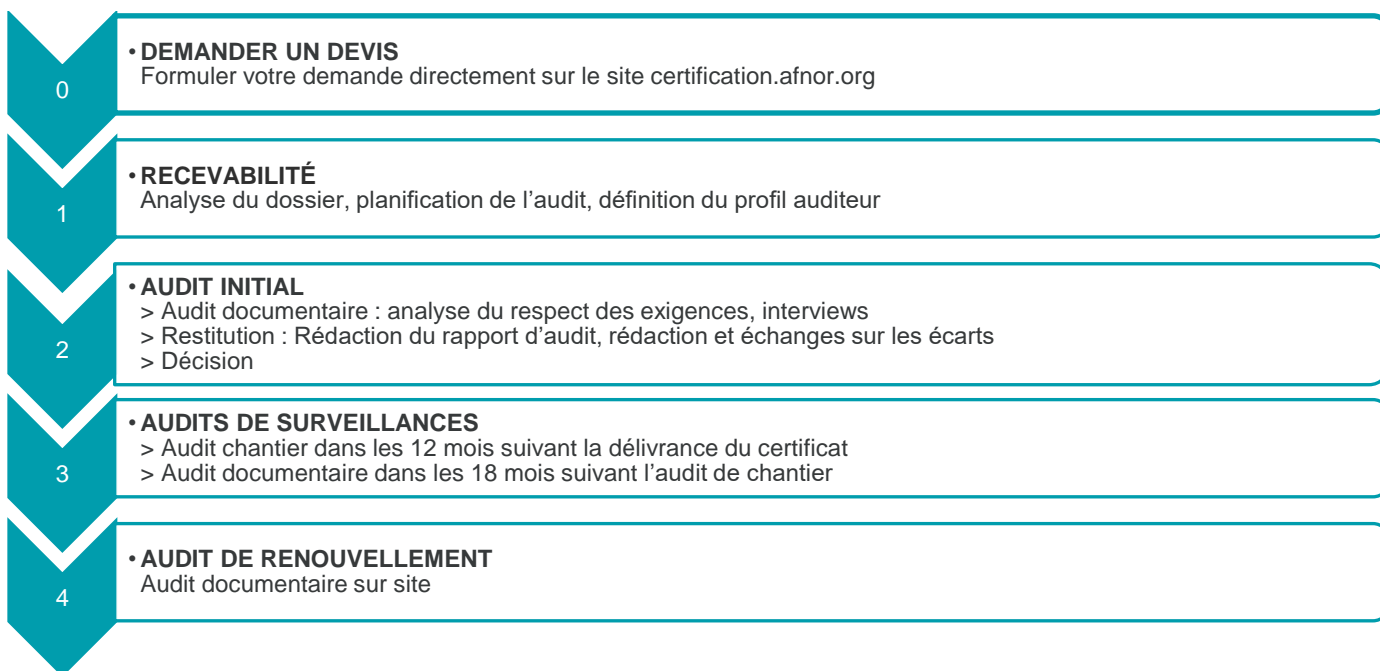 0
• DEMANDER UN DEVIS
Formuler votre demande directement sur le site certification.afnor.org
1
• RECEVABILITÉ
Analyse du dossier, planification de l’audit, définition du profil auditeur
2
• AUDIT INITIAL
> Audit documentaire : analyse du respect des exigences, interviews
> Restitution : Rédaction du rapport d’audit, rédaction et échanges sur les écarts
> Décision
3
• AUDITS DE SURVEILLANCES
> Audit chantier dans les 12 mois suivant la délivrance du certificat
> Audit documentaire dans les 18 mois suivant l’audit de chantier
4
• AUDIT DE RENOUVELLEMENT
Audit documentaire sur site